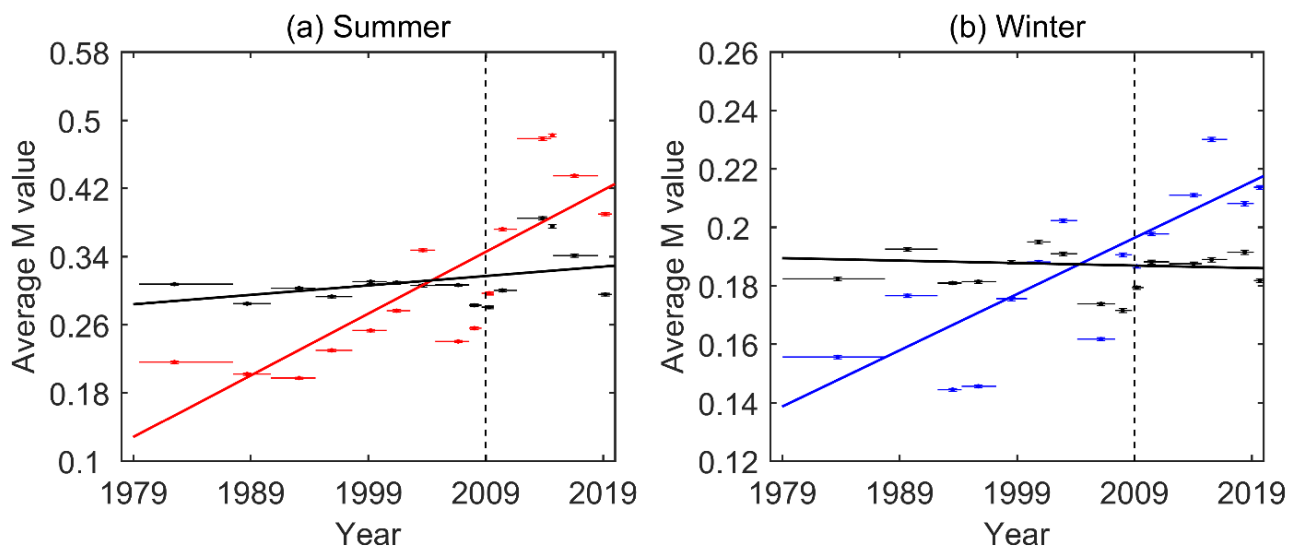 (a) Summer
Average M value
0.58
0.5
0.42
0.34
0.26
0.18
0.1
1979 1989 1999 2009 2019
Year
(b) Winter
Average M value
0.26
0.24
0.22
0.2
0.18
0.16
0.14
0.12
1979 1989 1999 2009 2019
Year